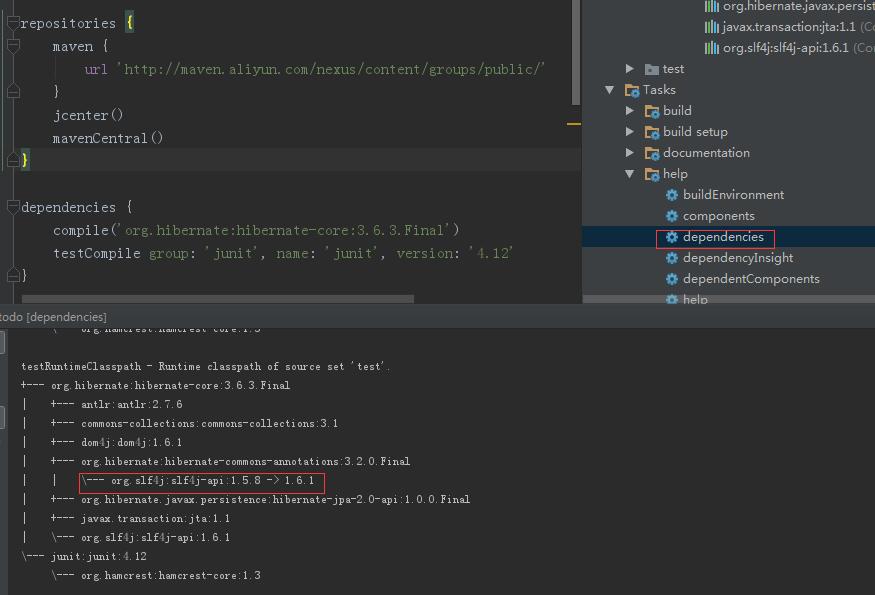 repositories {
maven {
url 'http://maven.aliyun.com/nexus/content/groups/public/'
}
jcenter()
mavenCentral()
}
dependencies {
compile('org.hibernate:hibernate-core:3.6.3.Final')
testCompile group: 'junit', name: 'junit', version: '4.12'
}
org.hibernate.javax.persist
javax.transaction:jta:1.1 (Co
org.slf4j:slf4j-api:1.6.1 (Co
test
Tasks
build
build setup
documentation
help
buildEnvironment
components
dependencies
dependencyInsight
dependentComponents
help
todo [dependencies]
\--- org.hamcrest:hamcrest-core:1.3
testRuntimeClasspath - Runtime classpath of source set 'test'.
+--- org.hibernate:hibernate-core:3.6.3.Final
|    +--- antlr:antlr:2.7.6
|    +--- commons-collections:commons-collections:3.1
|    +--- dom4j:dom4j:1.6.1
|    +--- org.hibernate:hibernate-commons-annotations:3.2.0.Final
|    |    \--- org.slf4j:slf4j-api:1.5.8 -> 1.6.1
|    +--- org.hibernate.javax.persistence:hibernate-jpa-2.0-api:1.0.0.Final
|    +--- javax.transaction:jta:1.1
|    \--- org.slf4j:slf4j-api:1.6.1
\--- junit:junit:4.12
     \--- org.hamcrest:hamcrest-core:1.3